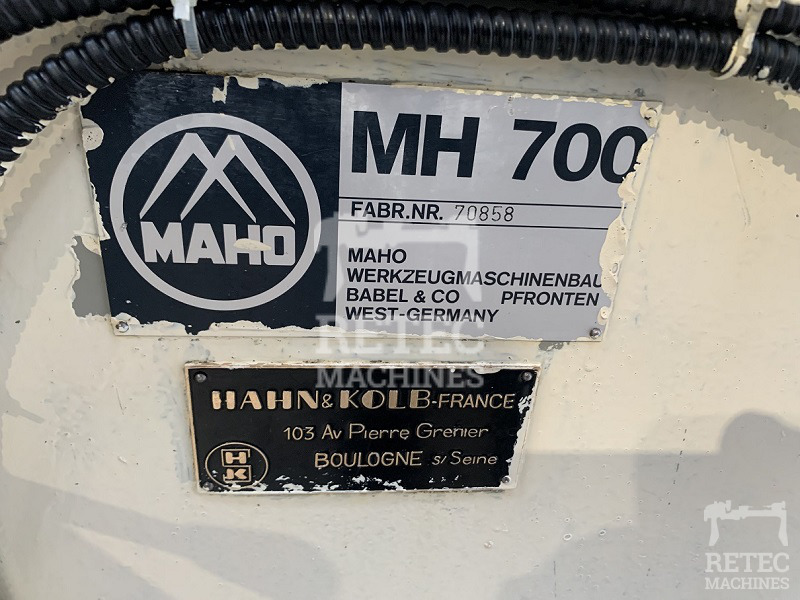 MAHO
MH 700
FABR.NR. 70858
MAHO
WERKZEUGMASCHINENBAU
BABEL & CO PFRONTEN
WEST-GERMANY
RETEC
MACHINES
HAHN & KOLB-FRANCE
103 Av Pierre Grenier
BOULOGNE s/Seine
HK
RETEC
MACHINES